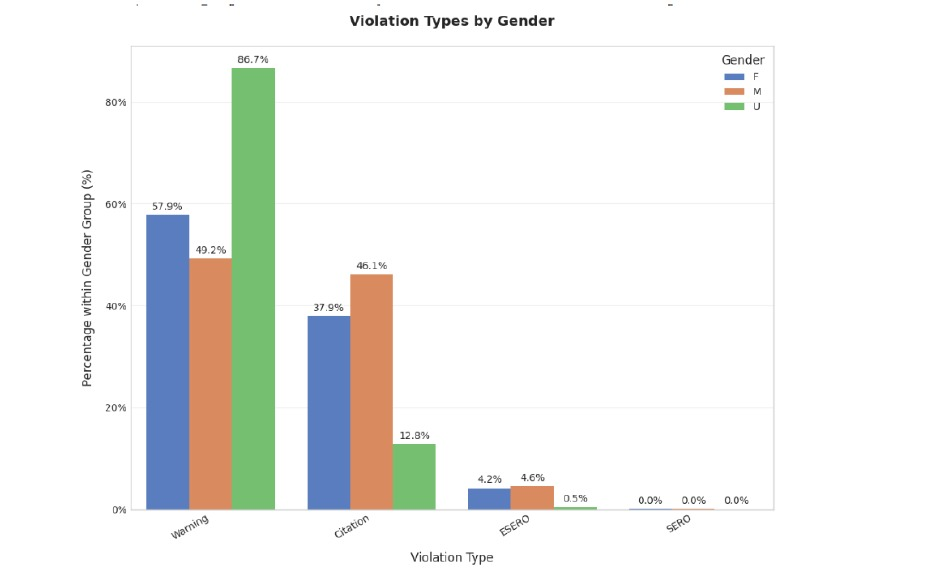 Violation Types by Gender
Gender
F
M
U
Percentage within Gender Group (%)
80%
60%
40%
20%
0%
57.9%
49.2%
86.7%
37.9%
46.1%
12.8%
4.2%
4.6%
0.5%
0.0%
0.0%
0.0%
Warning
Citation
ESERO
SERO
Violation Type